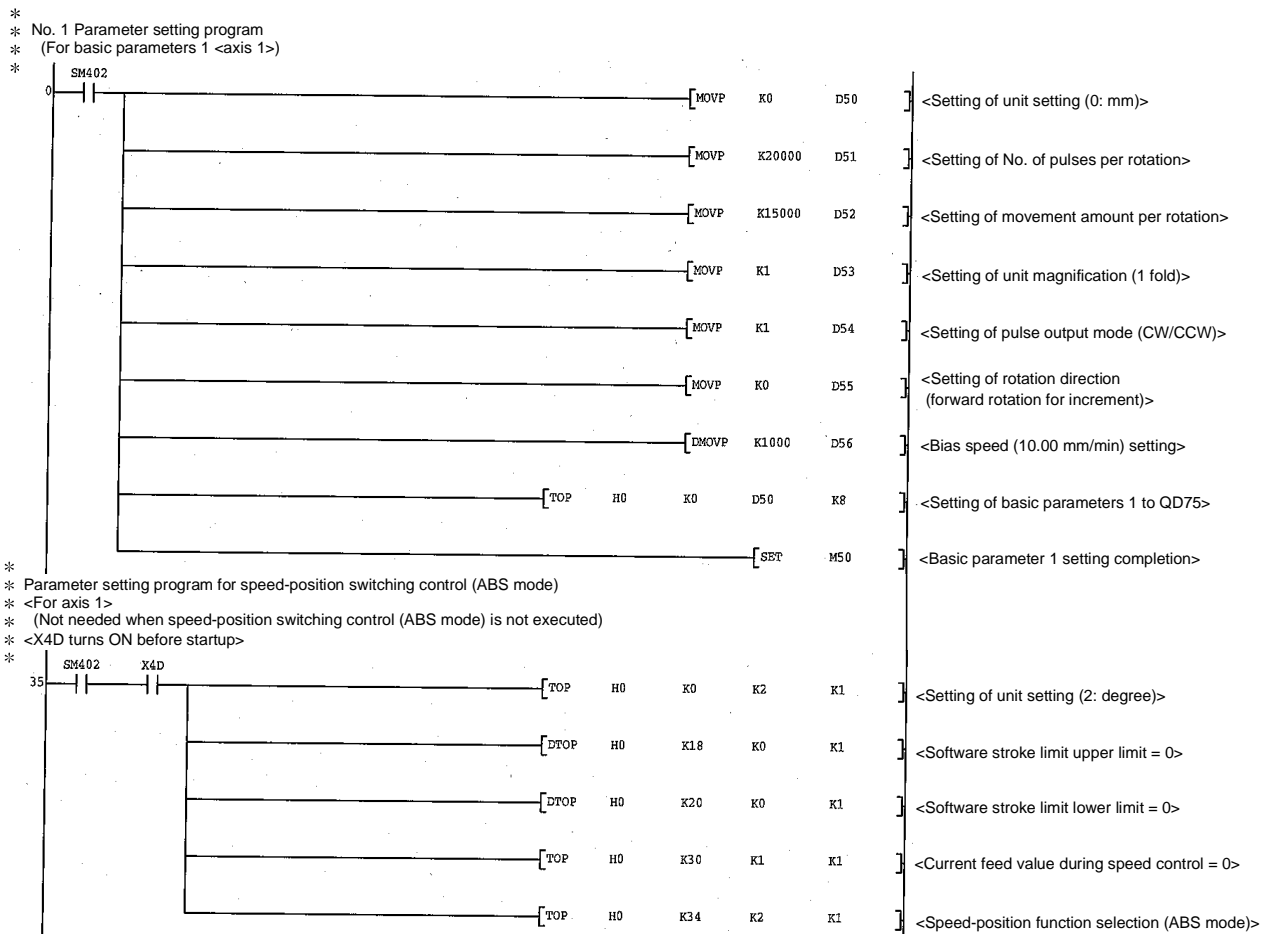 *
* No. 1 Parameter setting program
* (For basic parameters 1 <axis 1>)
*
SM402
0 [MOVP K0 D50 ] <Setting of unit setting (0: mm)>
[MOVP K20000 D51 ] <Setting of No. of pulses per rotation>
[MOVP K15000 D52 ] <Setting of movement amount per rotation>
[MOVP K1 D53 ] <Setting of unit magnification (1 fold)>
[MOVP K1 D54 ] <Setting of pulse output mode (CW/CCW)>
[MOVP K0 D55 ] <Setting of rotation direction
(forward rotation for increment)>
[DMOVP K1000 D56 ] <Bias speed (10.00 mm/min) setting>
[TOP H0 K0 D50 K8 ] <Setting of basic parameters 1 to QD75>
[SET M50 ] <Basic parameter 1 setting completion>
*
* Parameter setting program for speed-position switching control (ABS mode)
* <For axis 1>
* (Not needed when speed-position switching control (ABS mode) is not executed)
* <X4D turns ON before startup>
*
SM402 X4D
35 [TOP H0 K0 K2 K1 ] <Setting of unit setting (2: degree)>
[DTOP H0 K18 K0 K1 ] <Software stroke limit upper limit = 0>
[DTOP H0 K20 K0 K1 ] <Software stroke limit lower limit = 0>
[TOP H0 K30 K1 K1 ] <Current feed value during speed control = 0>
[TOP H0 K34 K2 K1 ] <Speed-position function selection (ABS mode)>